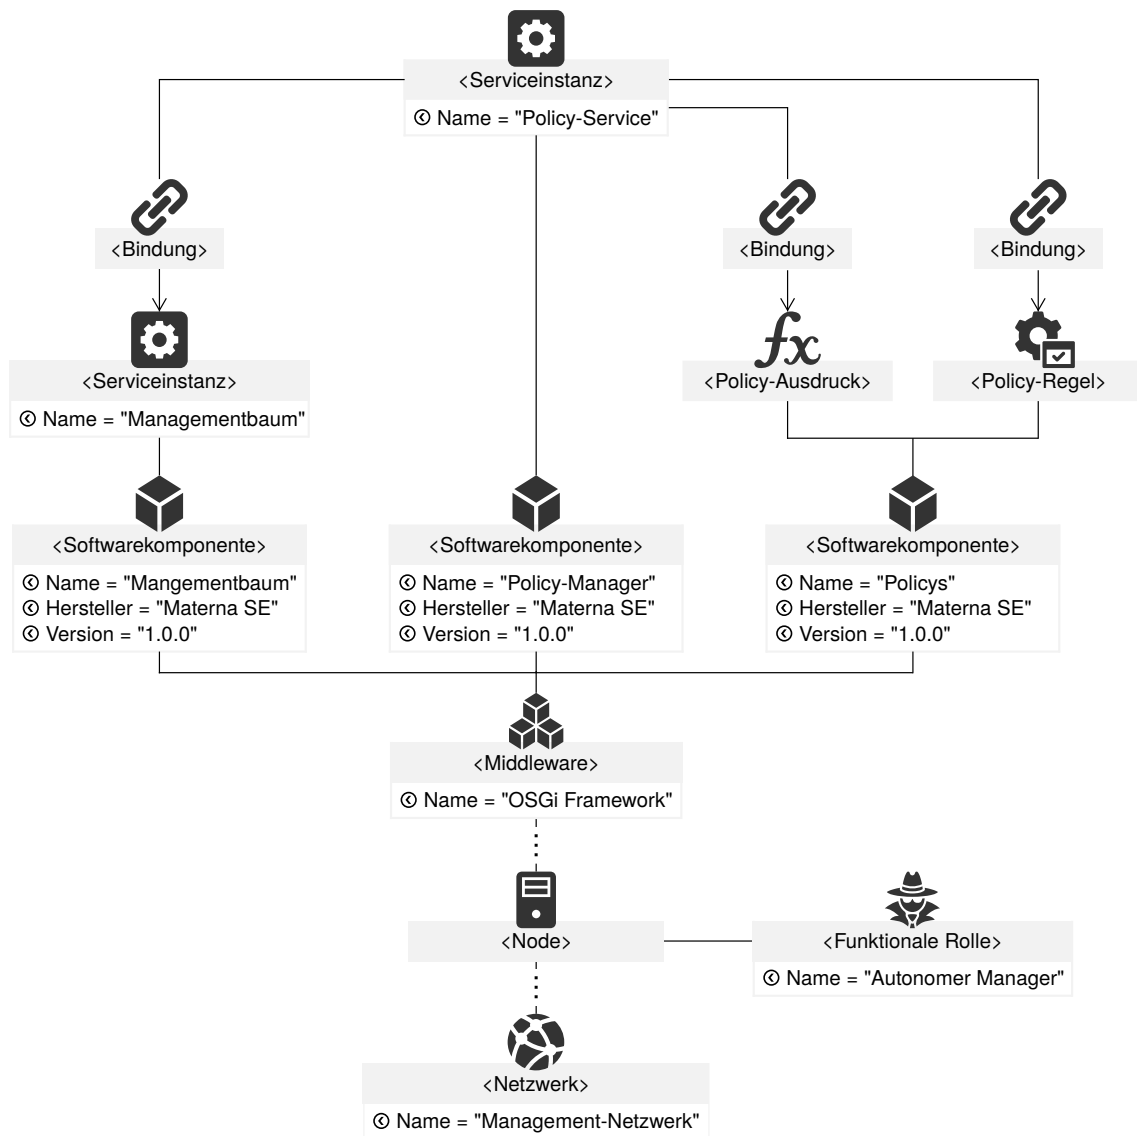 <Serviceinstanz>
Name = "Policy-Service"
<Bindung>
<Bindung>
<Bindung>
fx
<Serviceinstanz>
Name = "Managementbaum"
<Policy-Ausdruck>
<Policy-Regel>
<Softwarekomponente>
Name = "Mangementbaum"
Hersteller = "Materna SE"
Version = "1.0.0"
<Softwarekomponente>
Name = "Policy-Manager"
Hersteller = "Materna SE"
Version = "1.0.0"
<Softwarekomponente>
Name = "Policys"
Hersteller = "Materna SE"
Version = "1.0.0"
<Middleware>
Name = "OSGi Framework"
<Node>
<Funktionale Rolle>
Name = "Autonomer Manager"
<Netzwerk>
Name = "Management-Netzwerk"